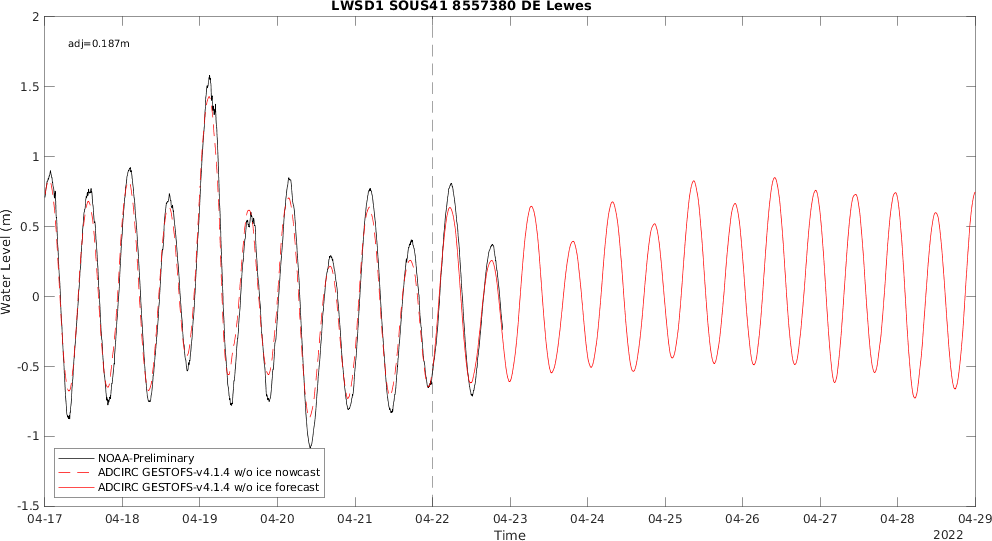 LWSD1 SOUS41 8557380 DE Lewes
adj=0.187m
2
1.5
1
0.5
0
-0.5
-1
-1.5
Water Level (m)
NOAA-Preliminary
ADCIRC GESTOFS-v4.1.4 w/o ice nowcast
ADCIRC GESTOFS-v4.1.4 w/o ice forecast
04-17 04-18 04-19 04-20 04-21 04-22 04-23 04-24 04-25 04-26 04-27 04-28 04-29
Time
2022